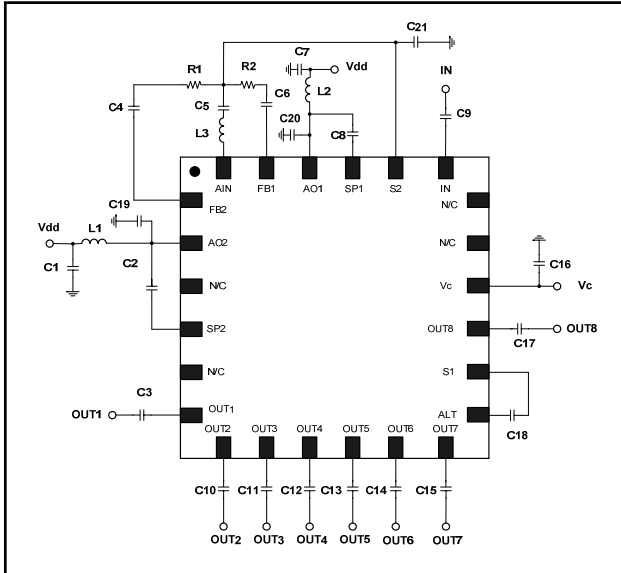 C21
C7
Vdd
IN
R1
R2
C4
C5
C6
L2
C9
L3
C20
C8
AIN
FB1
AO1
SP1
S2
IN
FB2
N/C
C19
Vdd
L1
AO2
N/C
C1
C2
C16
N/C
Vc
Vc
SP2
OUT8
OUT8
C17
N/C
S1
C3
OUT1
OUT1
ALT
C18
OUT2
OUT3
OUT4
OUT5
OUT6
OUT7
C10
C11
C12
C13
C14
C15
OUT2
OUT3
OUT4
OUT5
OUT6
OUT7